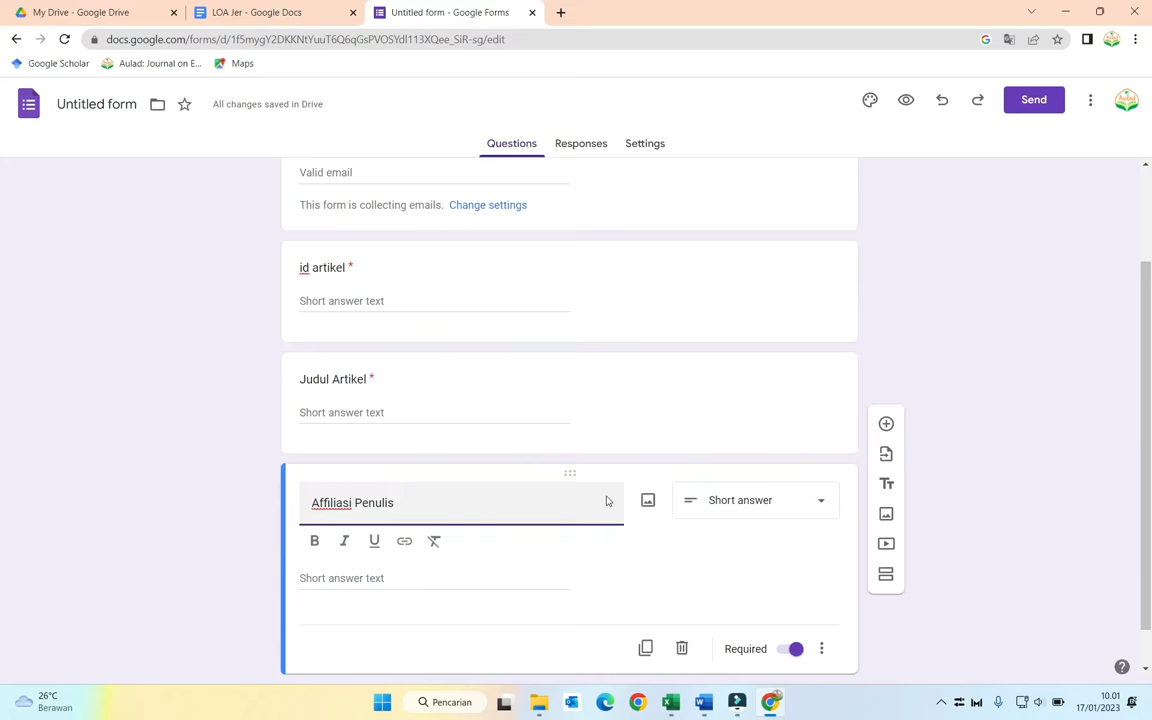 My Drive - Google Drive
LOA Jer - Google Docs
Untitled form - Google Forms
docs.google.com/forms/d/1f5mygY2DKKNtYuuT6Q6qGsPVOSYdl113XQee_SiR-sg/edit
Google Scholar
Aulad: Journal on E...
Maps
Untitled form
All changes saved in Drive
Send
Questions
Responses
Settings
Valid email
This form is collecting emails. Change settings
id artikel *
Short answer text
Judul Artikel *
Short answer text
Affiliasi Penulis
Short answer
B I U
Short answer text
Required
26°C
Berawan
Pencarian
10.01
17/01/2023